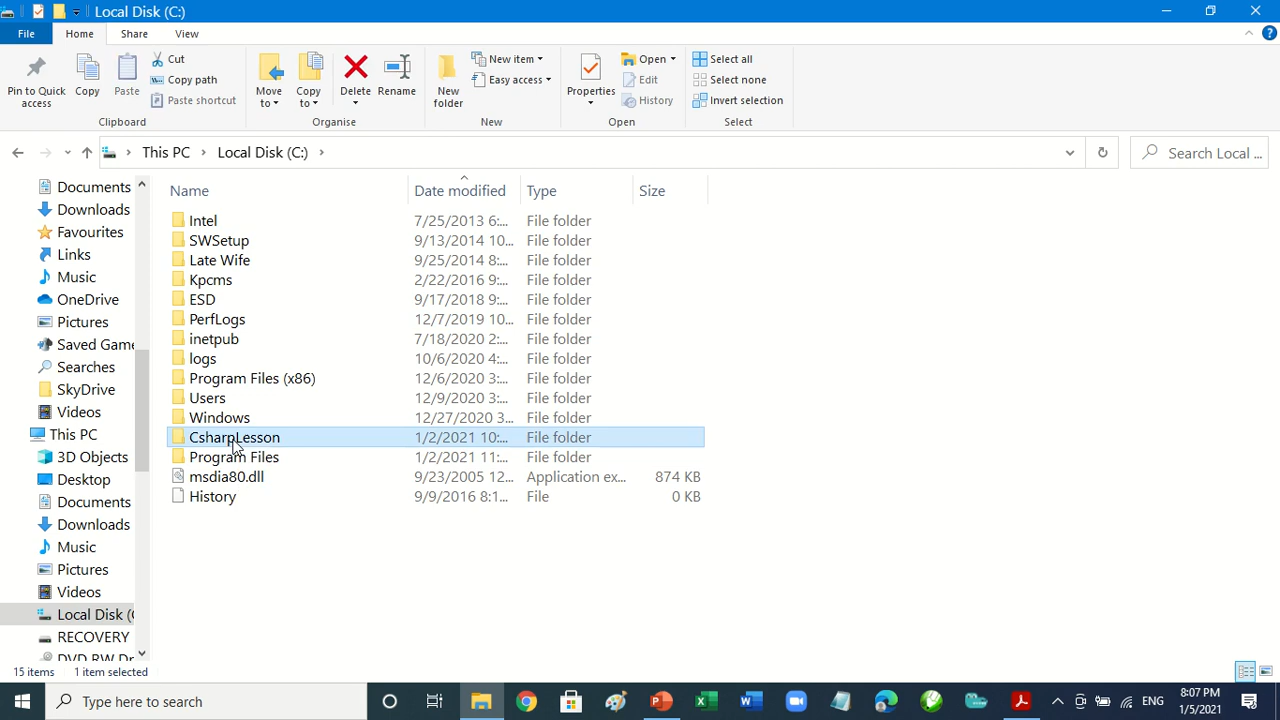 Local Disk (C:)
File Home Share View
Pin to Quick access
Copy
Paste
Cut
Copy path
Paste shortcut
Clipboard
Move to
Copy to
Delete
Rename
Organise
New folder
New item
Easy access
New
Properties
Open
Edit
History
Open
Select all
Select none
Invert selection
Select
This PC > Local Disk (C:) >
Search Local ...
Documents
Downloads
Favourites
Links
Music
OneDrive
Pictures
Saved Game
Searches
SkyDrive
Videos
This PC
3D Objects
Desktop
Documents
Downloads
Music
Pictures
Videos
Local Disk (
RECOVERY
DVD RW Dr
Name Date modified Type Size
Intel 7/25/2013 6:... File folder
SWSetup 9/13/2014 10... File folder
Late Wife 9/25/2014 8:... File folder
Kpcms 2/22/2016 9:... File folder
ESD 9/17/2018 9:... File folder
PerfLogs 12/7/2019 10... File folder
inetpub 7/18/2020 2:... File folder
logs 10/6/2020 4:... File folder
Program Files (x86) 12/6/2020 3:... File folder
Users 12/9/2020 3:... File folder
Windows 12/27/2020 3... File folder
CsharpLesson 1/2/2021 10:... File folder
Program Files 1/2/2021 11:... File folder
msdia80.dll 9/23/2005 12... Application ex... 874 KB
History 9/9/2016 8:1... File 0 KB
15 items 1 item selected
Type here to search
ENG
8:07 PM
1/5/2021